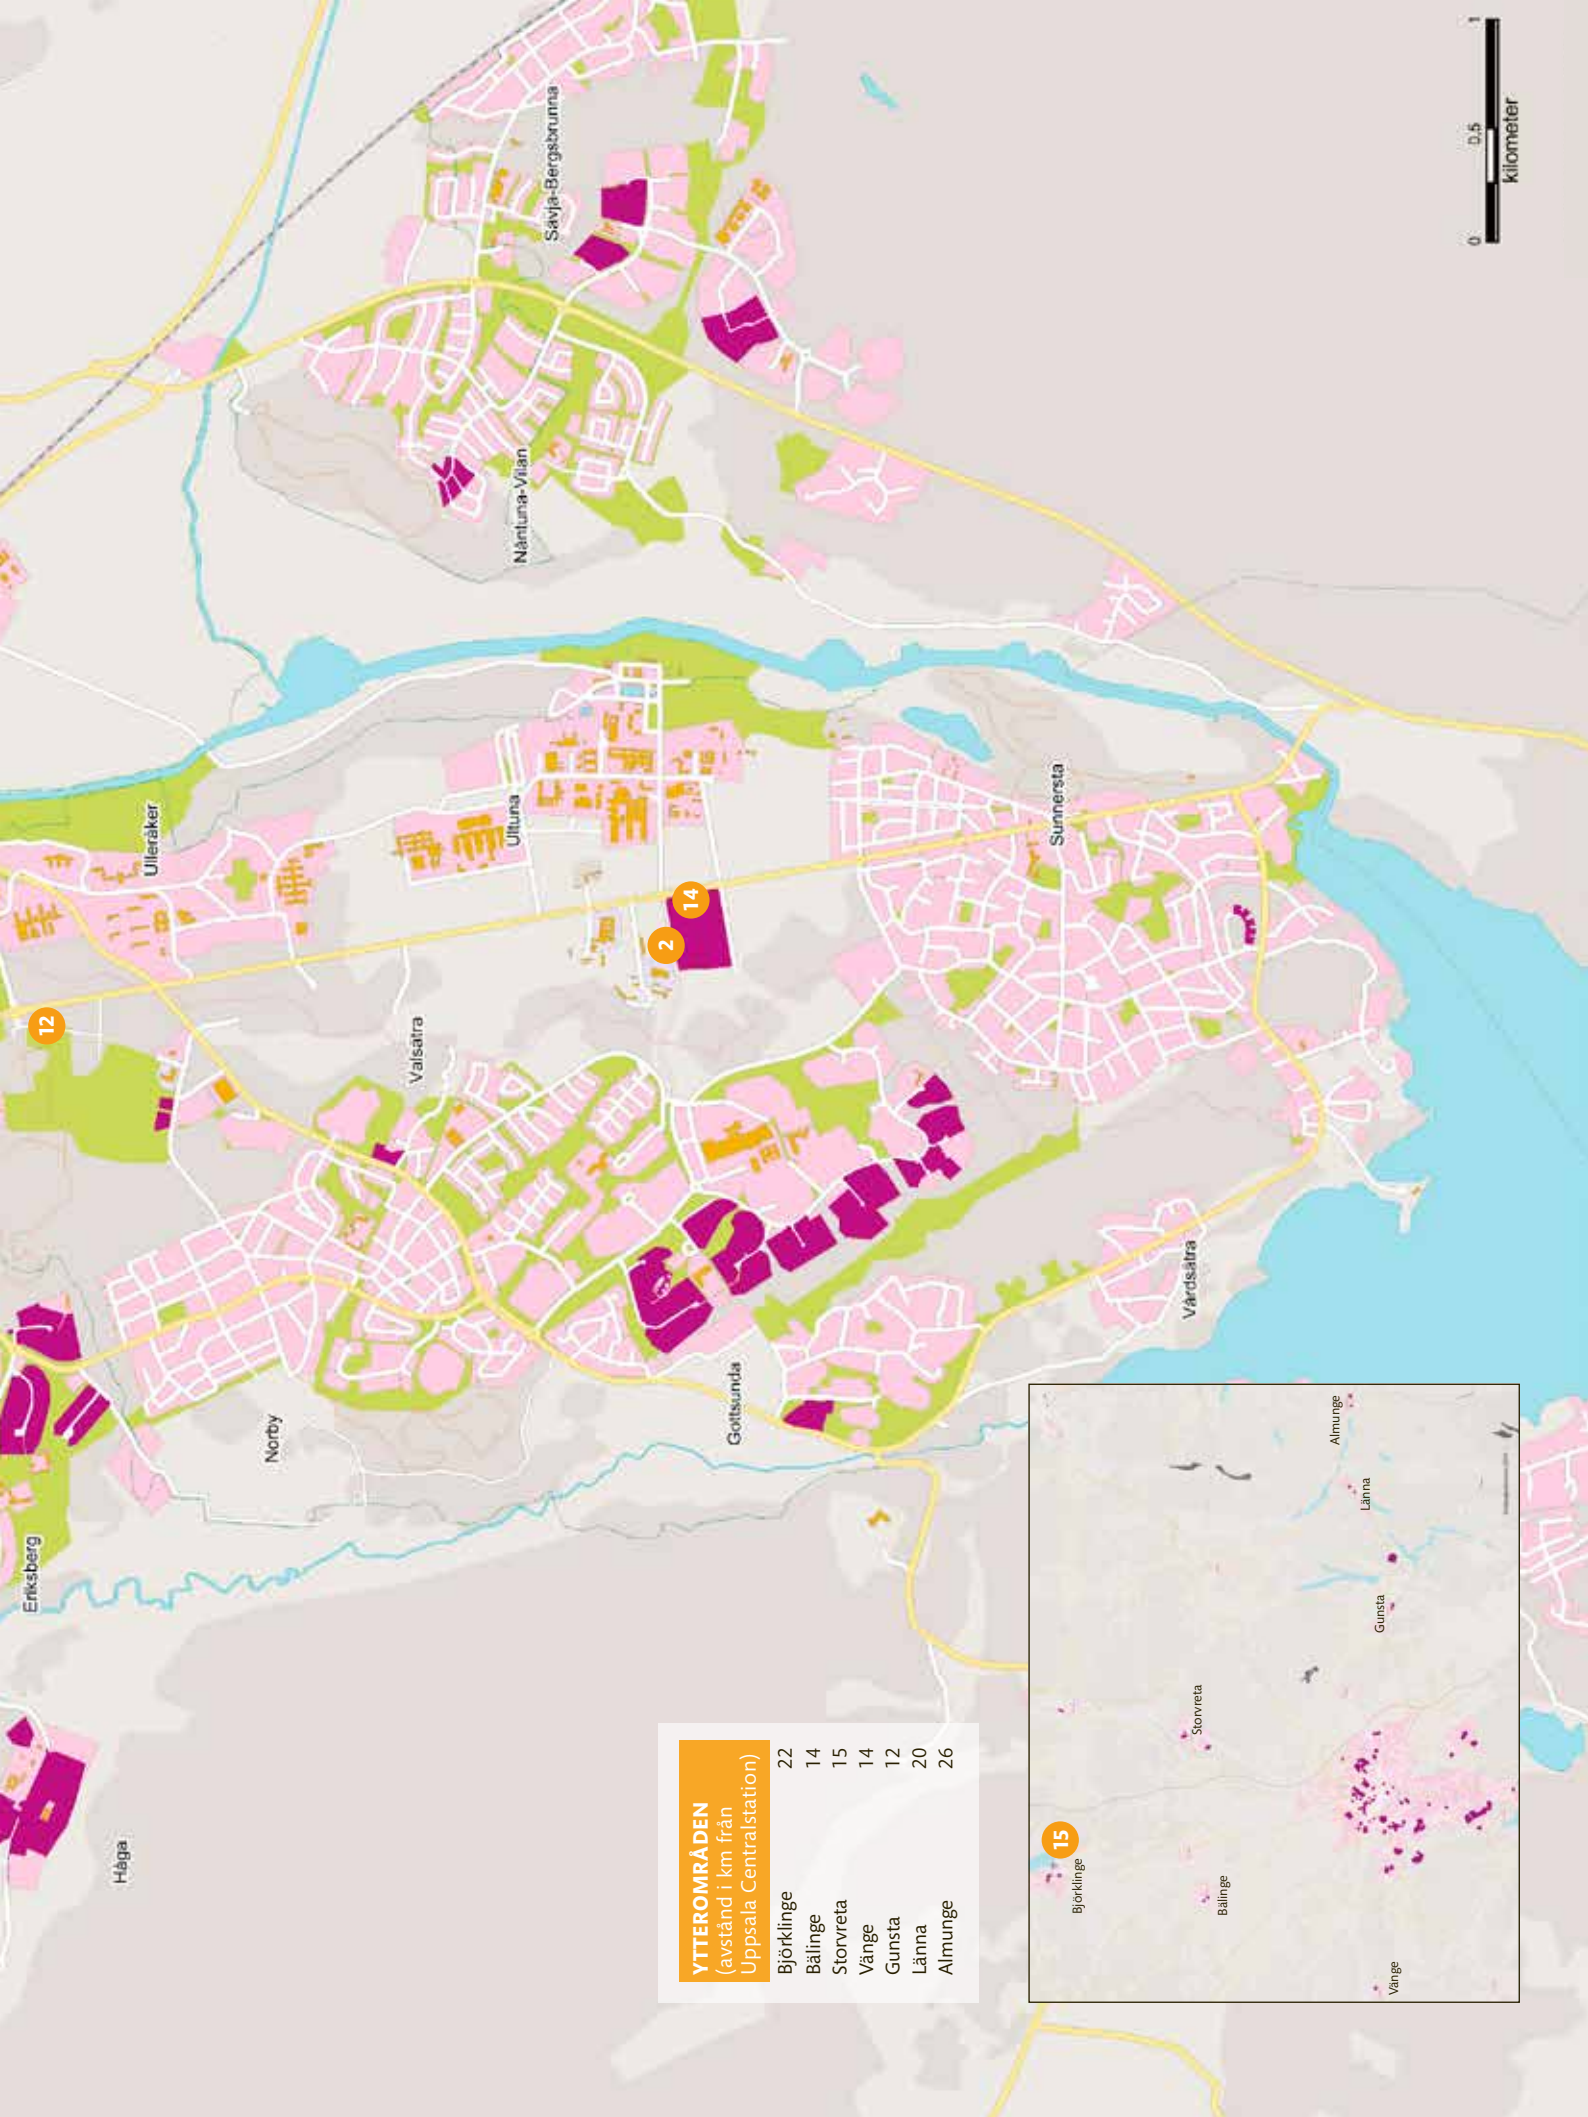 Håga
Eriksberg
Norby
Gottsunda
Vårdsätra
12
Valsätra
2
14
Ulleråker
Ultuna
Sunnersta
Nåntuna-Vilan
Sävja-Bergsbrunna
0 0.5 1
kilometer
YTTEROMRÅDEN
(avstånd i km från
Uppsala Centralstation)
Björklinge 22
Bälinge 14
Storvreta 15
Vänge 14
Gunsta 12
Länna 20
Almunge 26
15
Björklinge
Bälinge
Storvreta
Vänge
Gunsta
Länna
Almunge